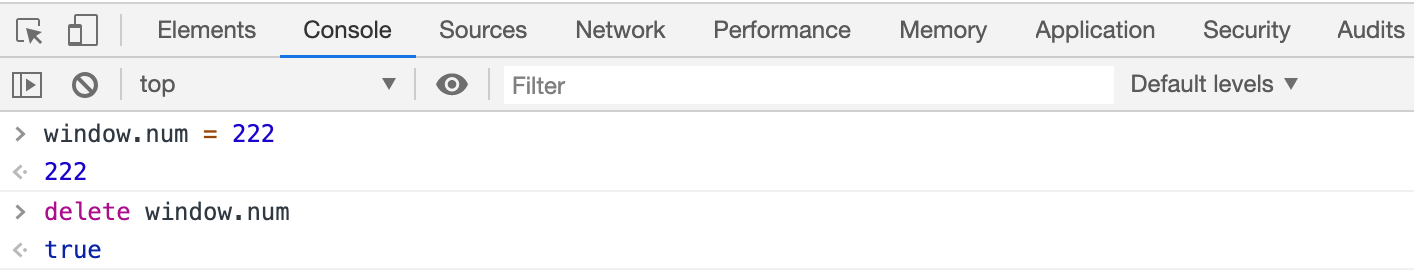 Elements Console Sources Network Performance Memory Application Security Audits
top Filter Default levels
window.num = 222
222
delete window.num
true